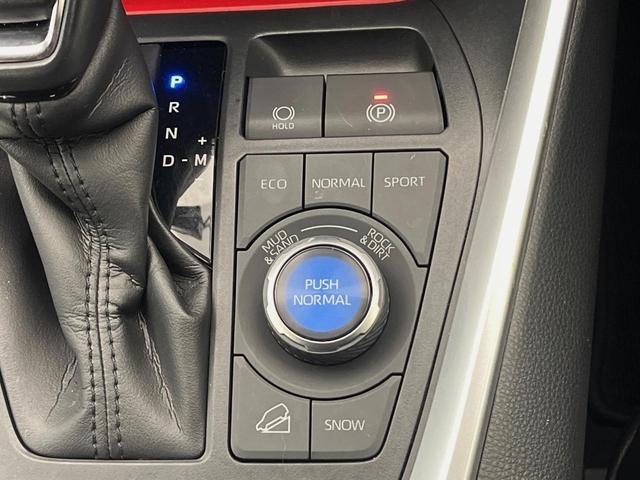 P
R
N
+
D - M
HOLD
(P)
ECO
NORMAL
SPORT
MUD & SAND
ROCK & DIRT
PUSH
NORMAL
SNOW